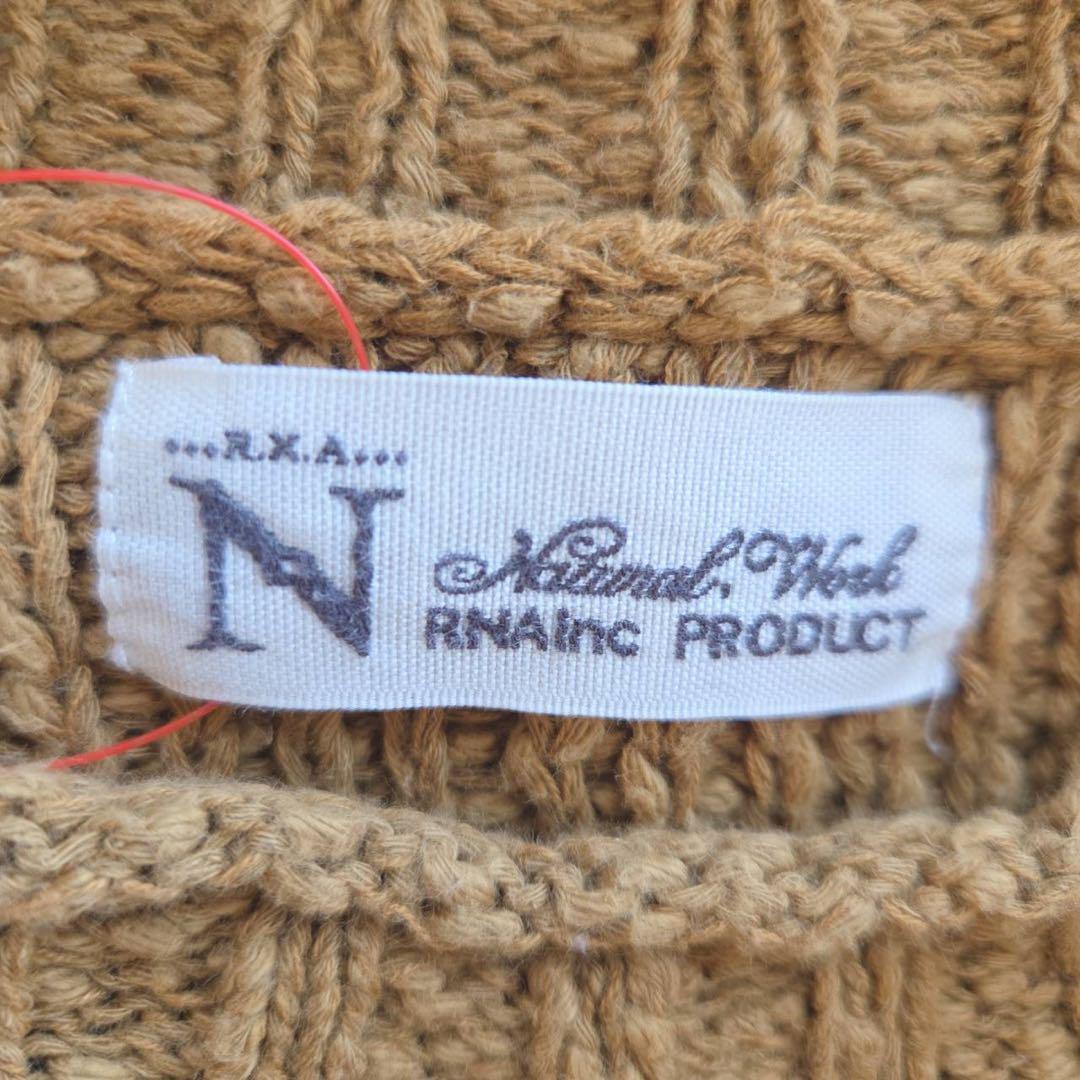 ...R.X.A...
N
Natural, Work
RNAInc PRODUCT